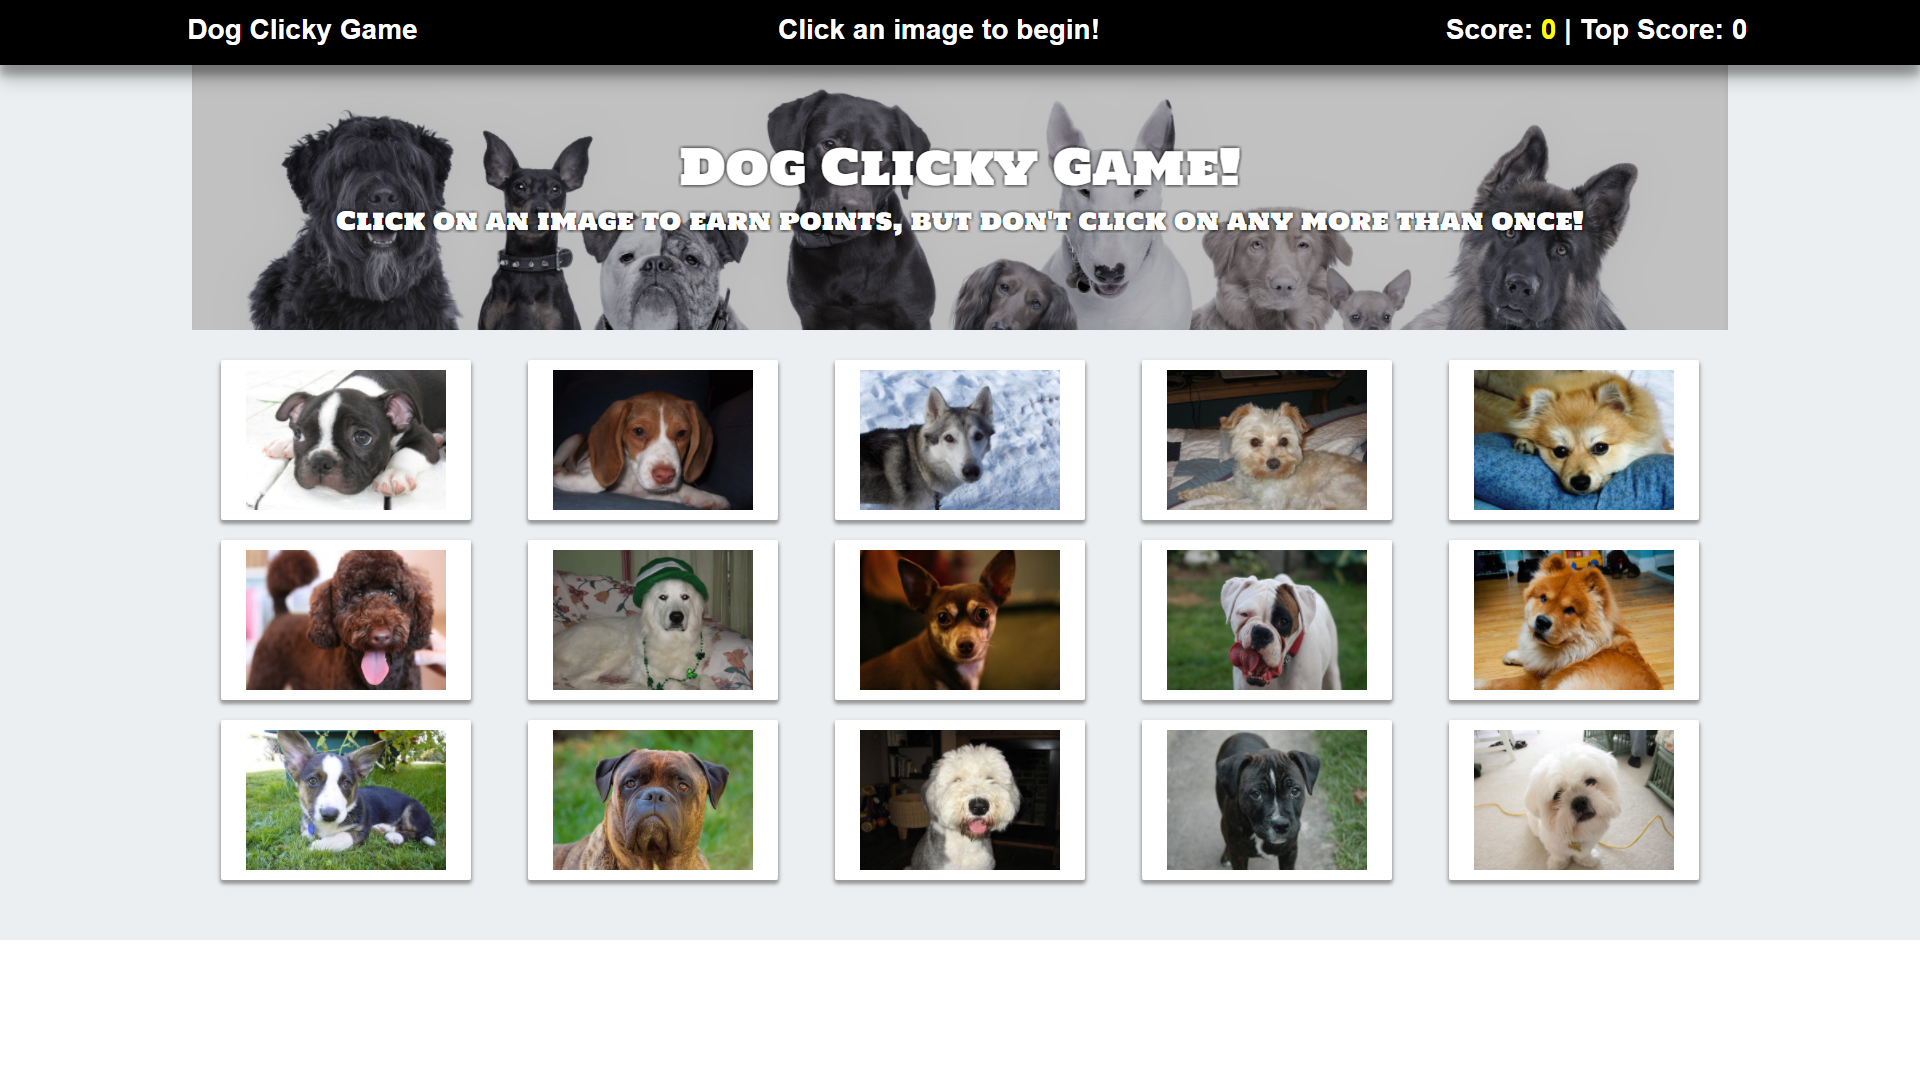 Dog Clicky Game
Click an image to begin!
Score: 0 | Top Score: 0
Dog Clicky Game!
Click on an image to earn points, but don't click on any more than once!